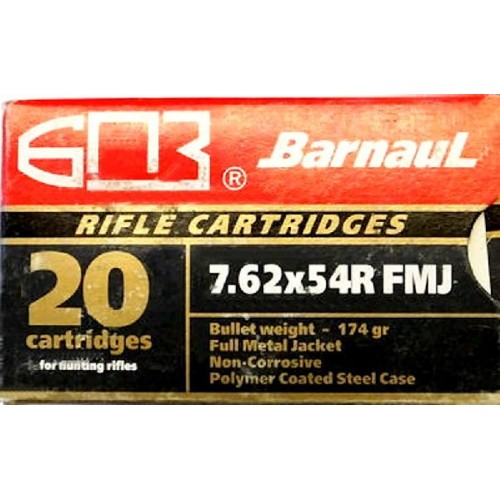 БПЗ ® BarnauL
RIFLE CARTRIDGES
20
cartridges
for hunting rifles
7.62x54R FMJ
Bullet weight - 174 gr
Full Metal Jacket
Non-Corrosive
Polymer Coated Steel Case